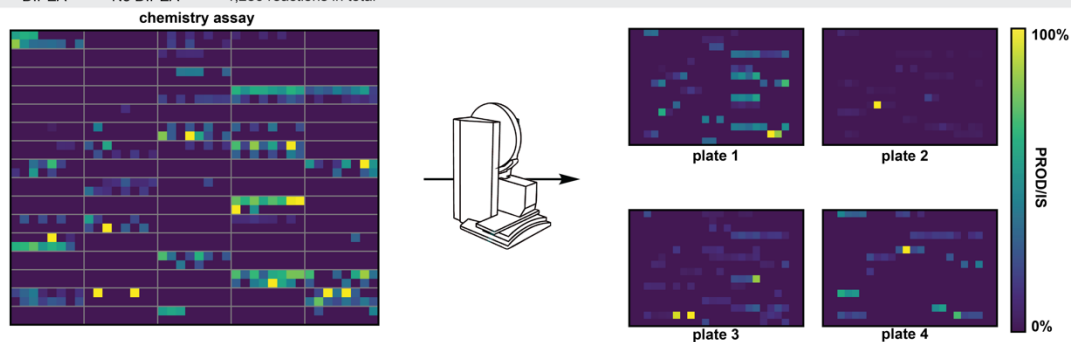 chemistry assay
100%
PROD/IS
0%
plate 1
plate 2
plate 3
plate 4